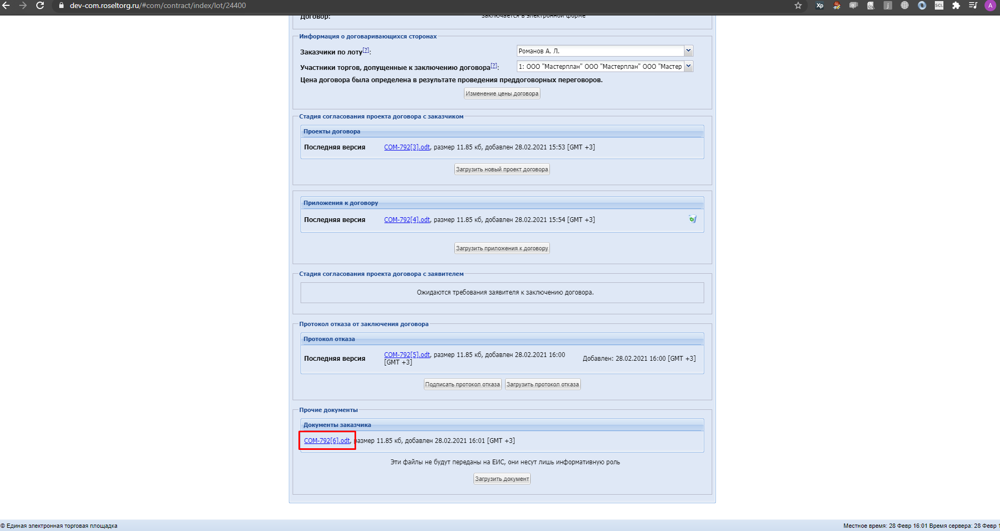 dev-com.roseltorg.ru/#com/contract/index/lot/24400
Xp
SCL
j
A
Договор:
заключается в электронной форме
Информация о договаривающихся сторонах
Заказчики по лоту[?]:
Романов А. Л.
Участники торгов, допущенные к заключению договора[?]:
1: ООО "Мастерплан" ООО "Мастерплан" ООО "Мастер
Цена договора была определена в результате проведения преддоговорных переговоров.
Изменение цены договора
Стадия согласования проекта договора с заказчиком
Проекты договора
Последняя версия
COM-792[3].odt, размер 11.85 кб, добавлен 28.02.2021 15:53 [GMT +3]
Загрузить новый проект договора
Приложения к договору
Последняя версия
COM-792[4].odt, размер 11.85 кб, добавлен 28.02.2021 15:54 [GMT +3]
Загрузить приложения к договору
Стадия согласования проекта договора с заявителем
Ожидаются требования заявителя к заключению договора.
Протокол отказа от заключения договора
Протокол отказа
Последняя версия
COM-792[5].odt, размер 11.85 кб, добавлен 28.02.2021 16:00
[GMT +3]
Добавлен: 28.02.2021 16:00 [GMT +3]
Подписать протокол отказа
Загрузить протокол отказа
Прочие документы
Документы заказчика
COM-792[6].odt, размер 11.85 кб, добавлен 28.02.2021 16:01 [GMT +3]
Эти файлы не будут переданы на ЕИС, они несут лишь информативную роль
Загрузить документ
© Единая электронная торговая площадка
Местное время: 28 Февр 16:01 Время сервера: 28 Февр